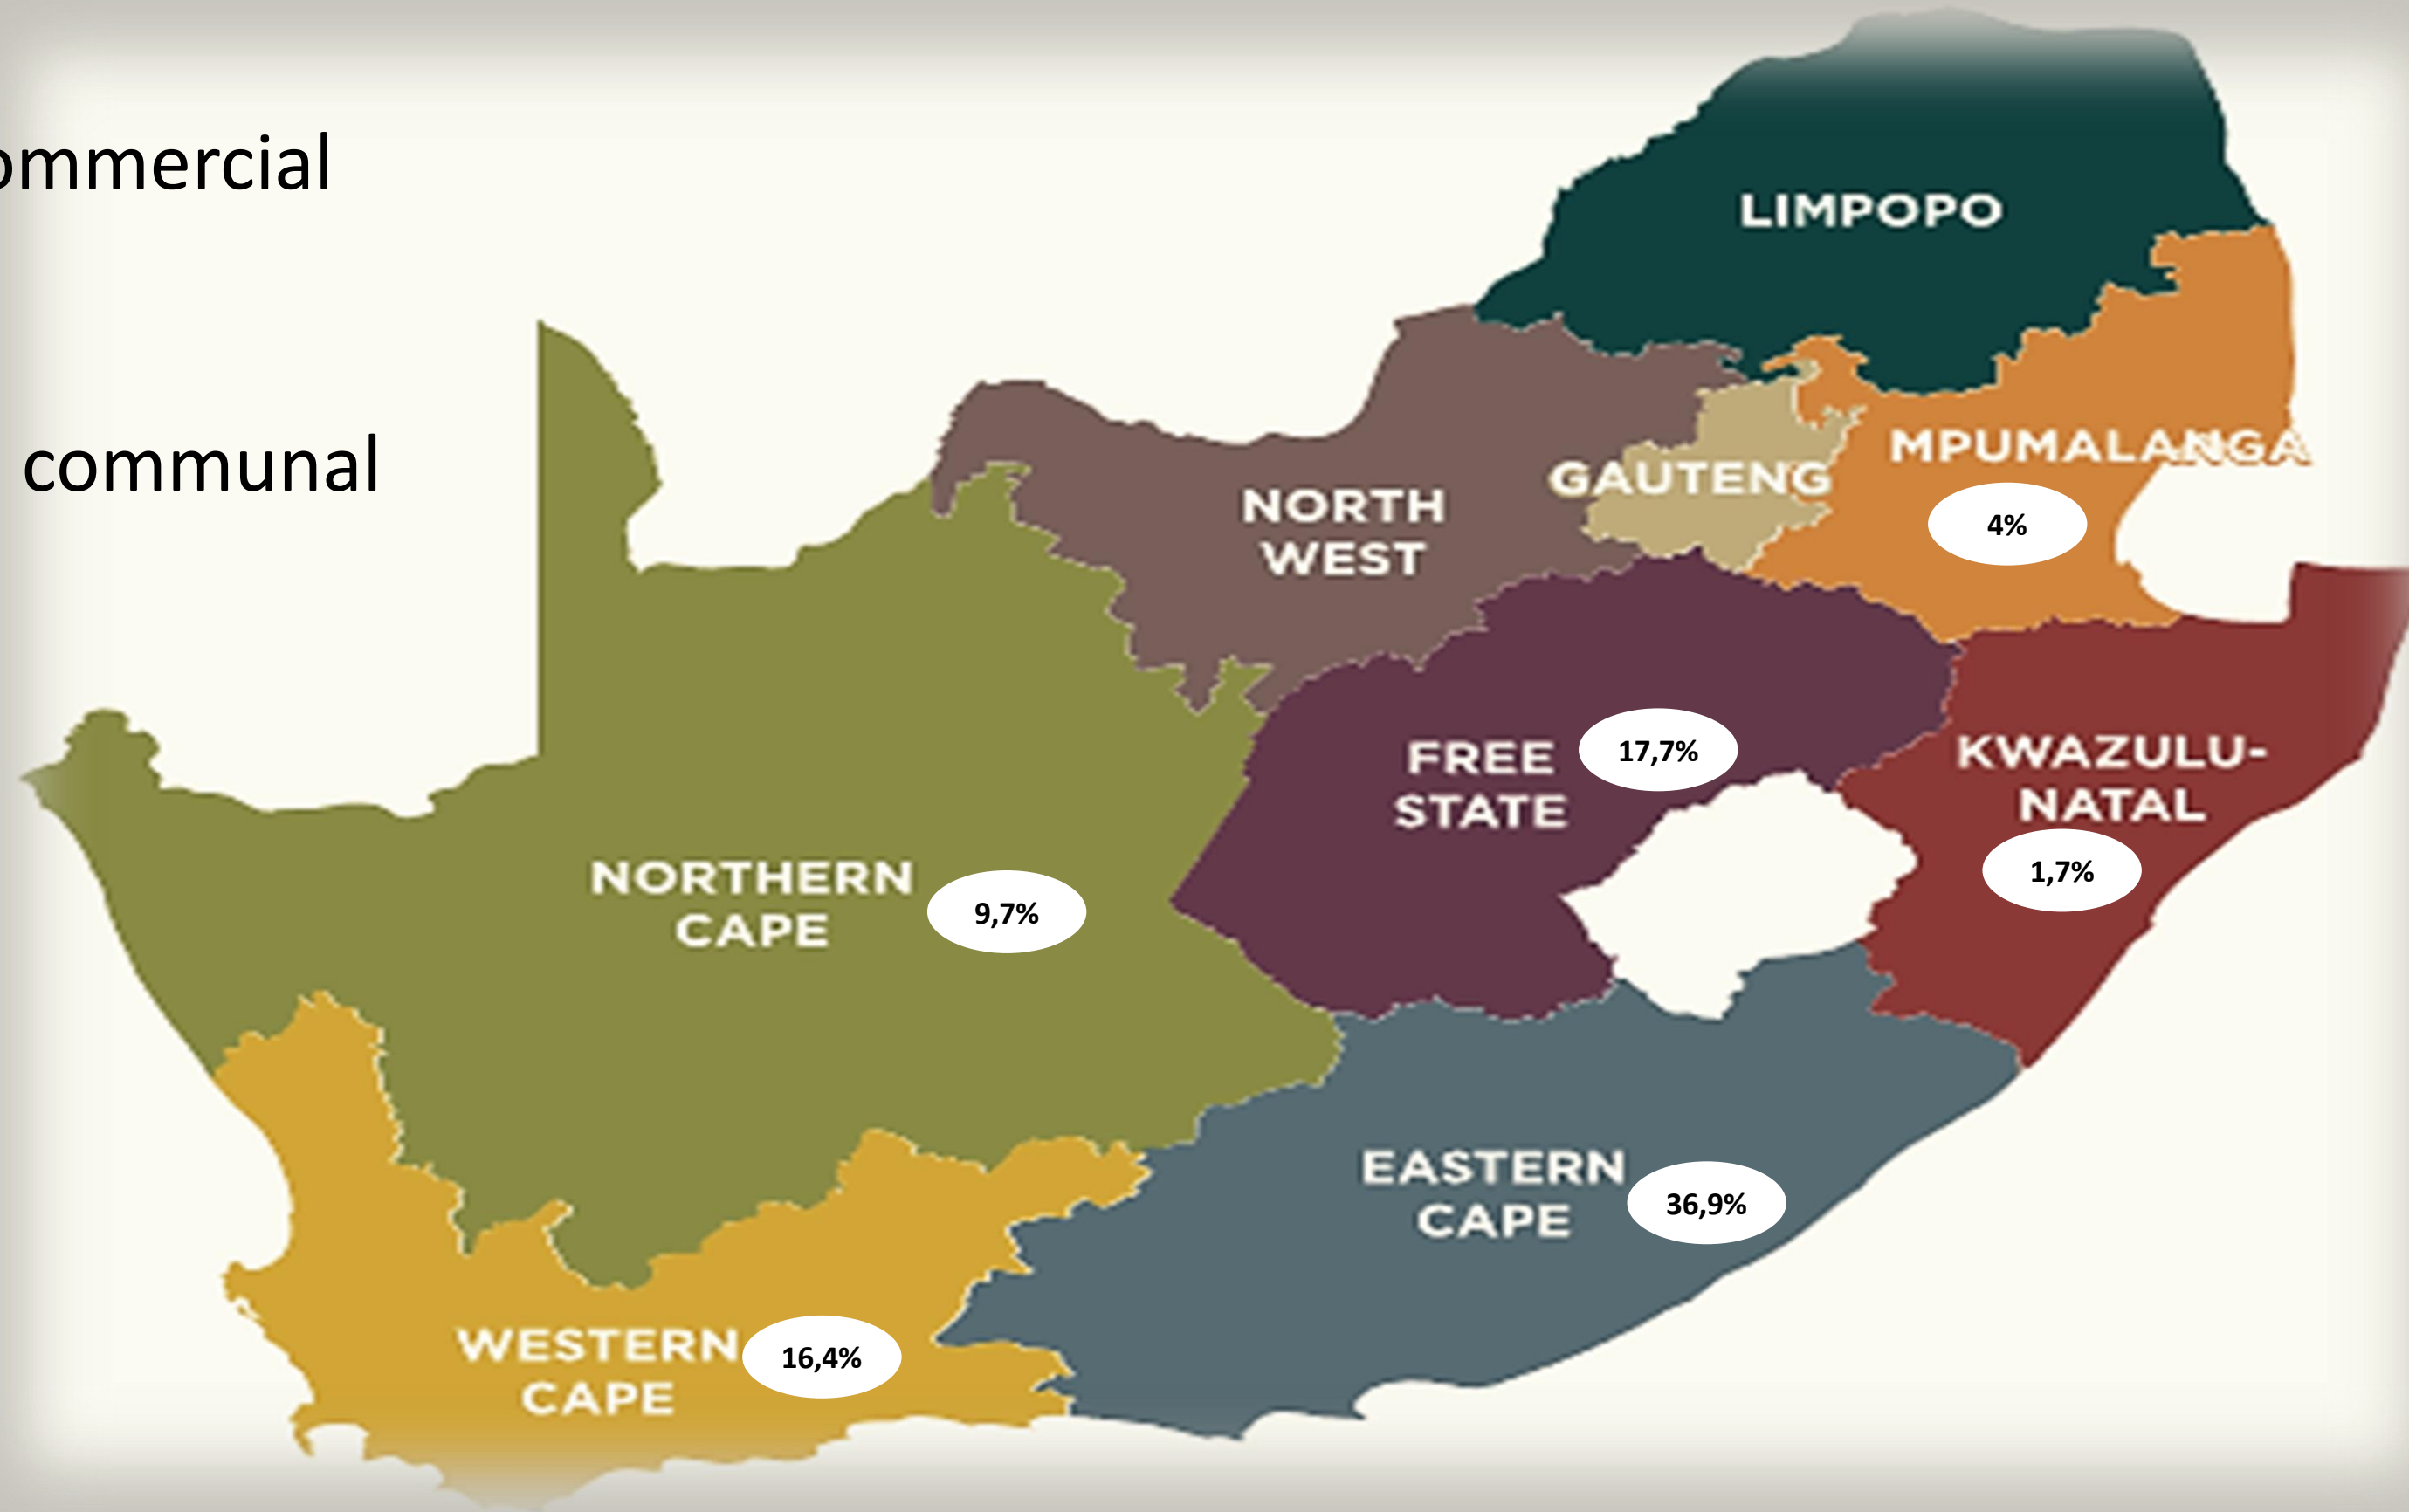 ommercial
LIMPOPO
communal
MPUMALANGA
GAUTENG
NORTH
WEST
4%
FREE
STATE
17,7%
KWAZULU-
NATAL
1,7%
NORTHERN
CAPE
9,7%
EASTERN
CAPE
36,9%
WESTERN
CAPE
16,4%